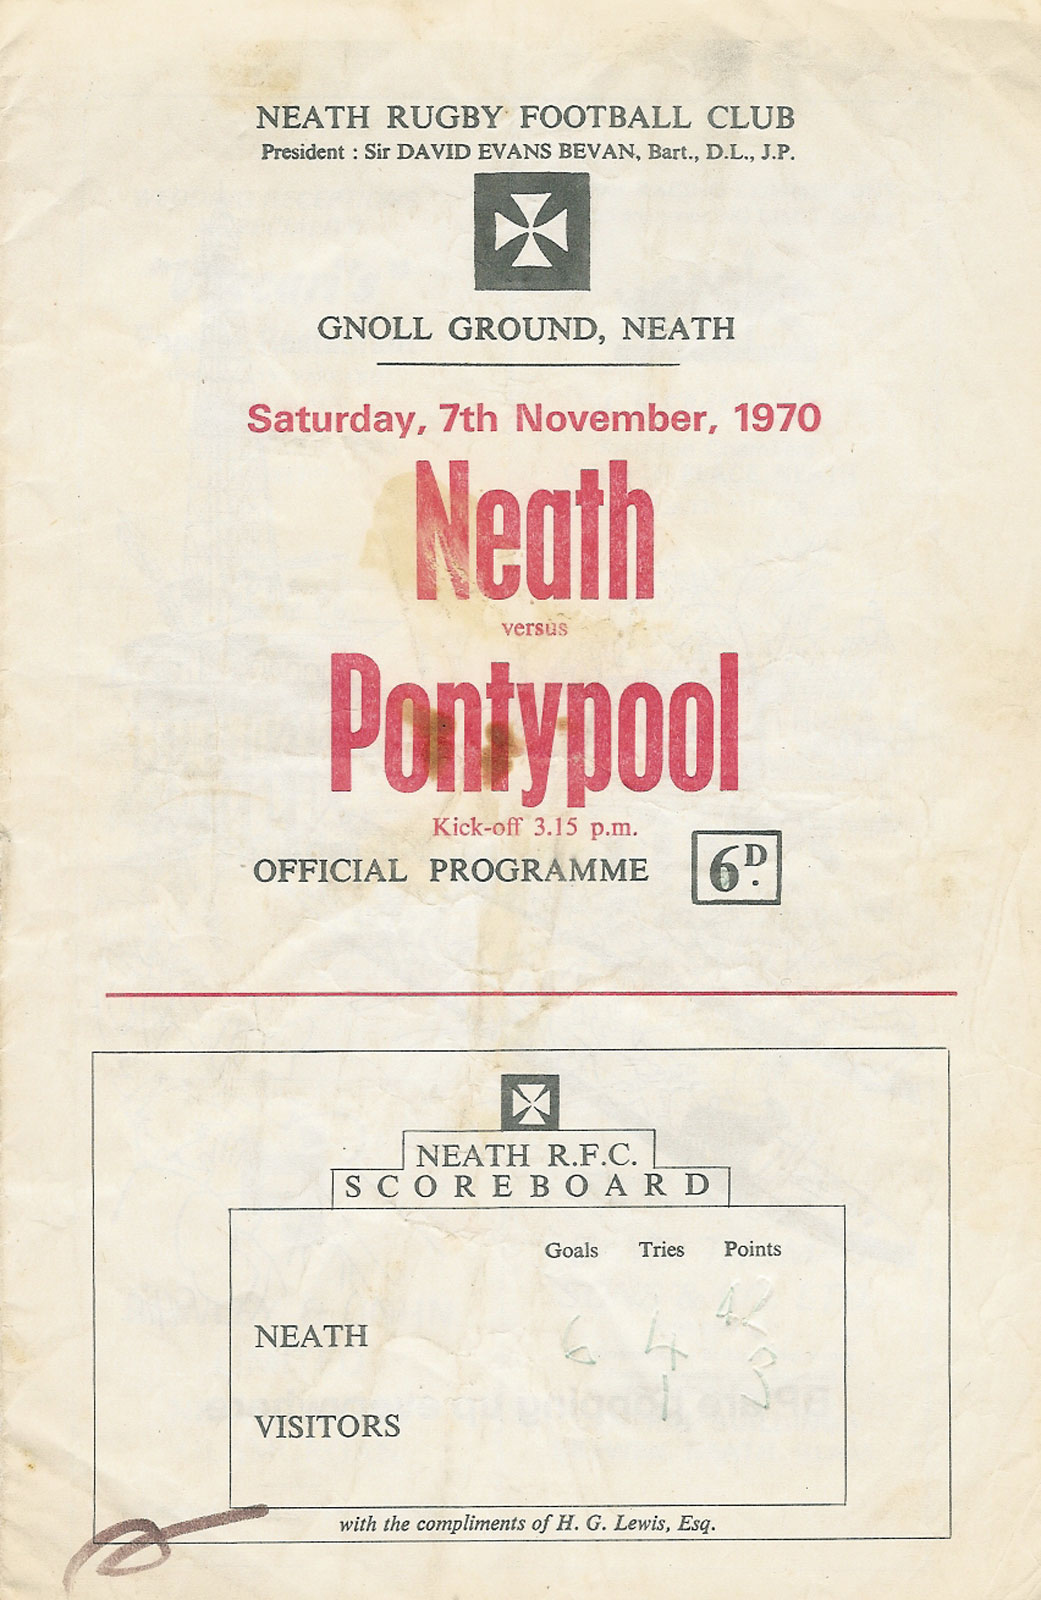 NEATH RUGBY FOOTBALL CLUB
President : Sir DAVID EVANS BEVAN, Bart., D.L., J.P.
GNOLL GROUND, NEATH
Saturday, 7th November, 1970
Neath
versus
Pontypool
Kick-off 3.15 p.m.
OFFICIAL PROGRAMME 6D.
NEATH R.F.C.
SCOREBOARD
Goals Tries Points
NEATH 6 4 42
VISITORS 1 3
with the compliments of H. G. Lewis, Esq.